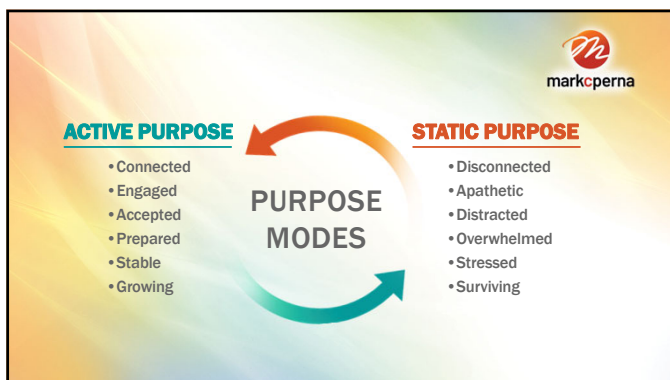 markcperna
ACTIVE PURPOSE
•Connected
•Engaged
•Accepted
•Prepared
•Stable
•Growing
PURPOSE
MODES
STATIC PURPOSE
•Disconnected
•Apathetic
•Distracted
•Overwhelmed
•Stressed
•Surviving